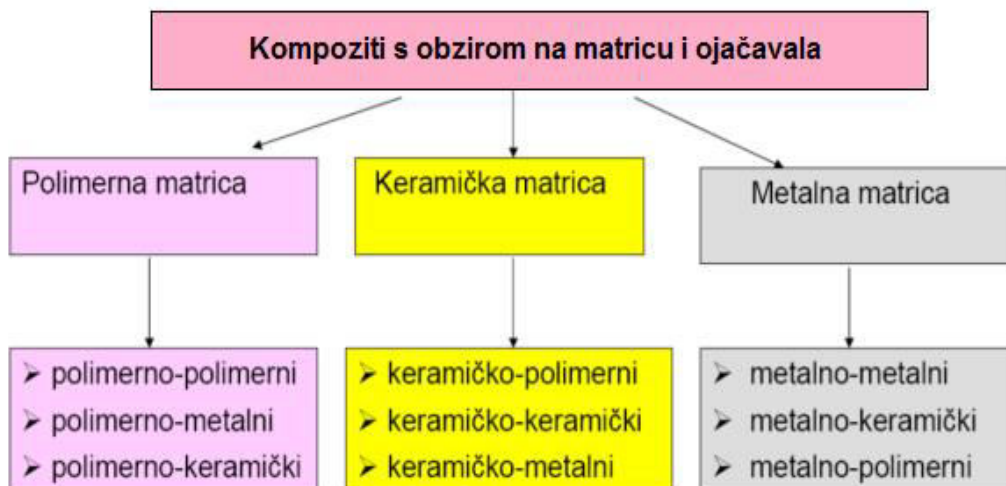 Kompoziti s obzirom na matricu i ojačavala
Polimerna matrica
Keramička matrica
Metalna matrica
➢ polimerno-polimerni
➢ polimerno-metalni
➢ polimerno-keramički
➢ keramičko-polimerni
➢ keramičko-keramički
➢ keramičko-metalni
➢ metalno-metalni
➢ metalno-keramički
➢ metalno-polimerni